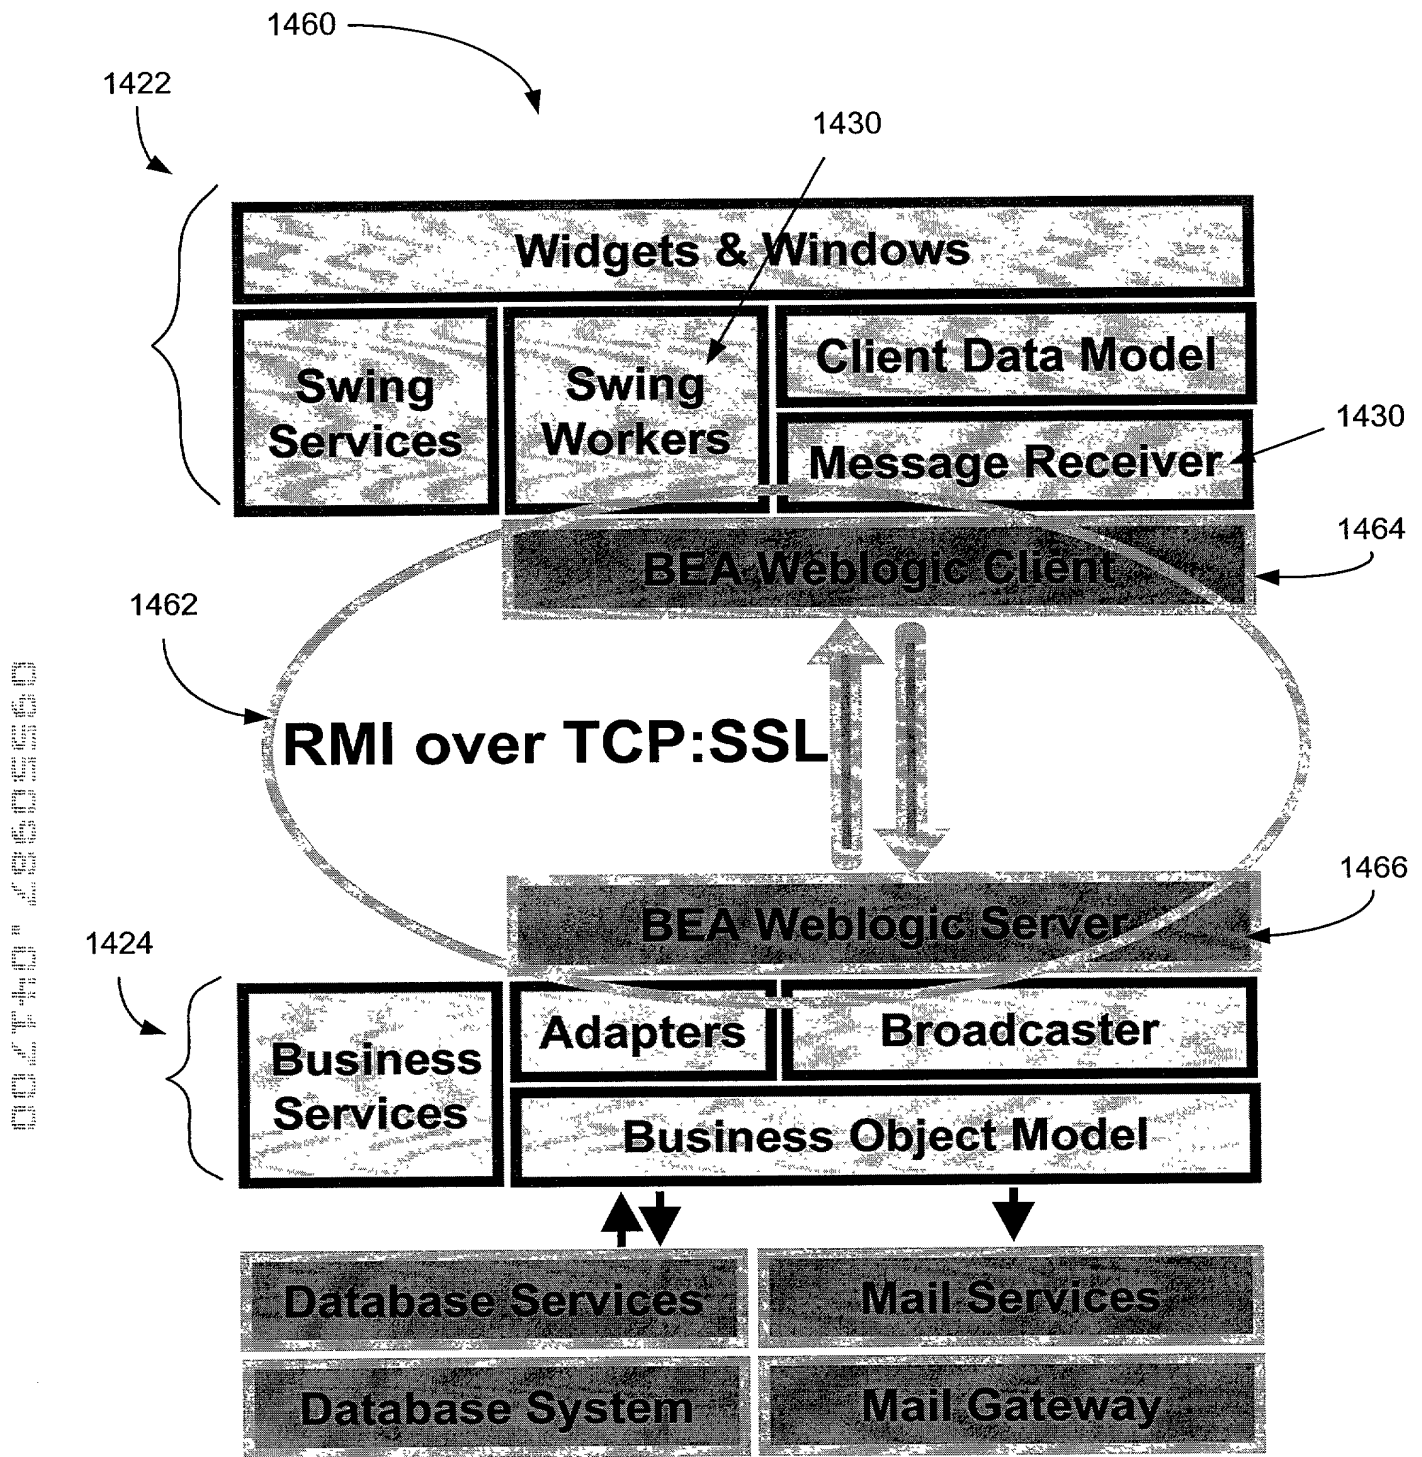 1460
1422
1430
Widgets & Windows
Swing
Services
Swing
Workers
Client Data Model
Message Receiver
1430
1464
BEA Weblogic Client
1462
RMI over TCP:SSL
1466
BEA Weblogic Server
1424
Business
Services
Adapters
Broadcaster
Business Object Model
Database Services
Mail Services
Database System
Mail Gateway